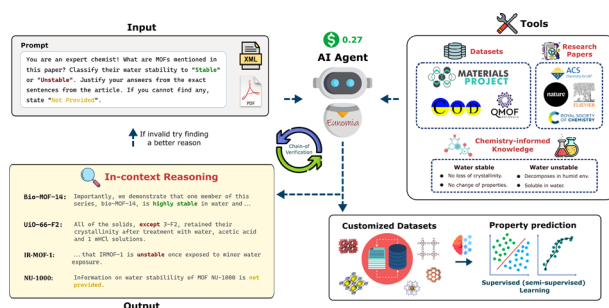 Input
Prompt
You are an expert chemist! What are MOFs mentioned in
this paper? Classify their water stability to "Stable"
or "Unstable". Justify your answers from the exact
sentences from the article. If you cannot find any,
state "Not Provided".
XML
PDF
$ 0.27
AI Agent
Eunomia
Chain-of
Verification
If invalid try finding
a better reason
Tools
Datasets
MATERIALS
PROJECT
COD
QMOF
Research
Papers
ACS
nature
ELSEVIER
ROYAL SOCIETY
OF CHEMISTRY
Chemistry-informed
Knowledge
Water stable
No loss of crystallinity.
No change of properties.
Water unstable
Decomposes in humid env.
Soluble in water.
In-context Reasoning
Bio-MOF-14: Importantly, we demonstrate that one member of this
series, bio-MOF-14, is highly stable in water and ...
UiO-66-F2: All of the solids, except 3-F2, retained their
crystallinity after treatment with water, acetic acid
and 1 mHCl solutions.
IR-MOF-1: ...that IRMOF-1 is unstable once exposed to minor water
exposure.
NU-1000: Information on water stabilility of MOF NU-1000 is not
provided.
Output
Customized Datasets
Property prediction
Supervised (semi-supervised)
Learning